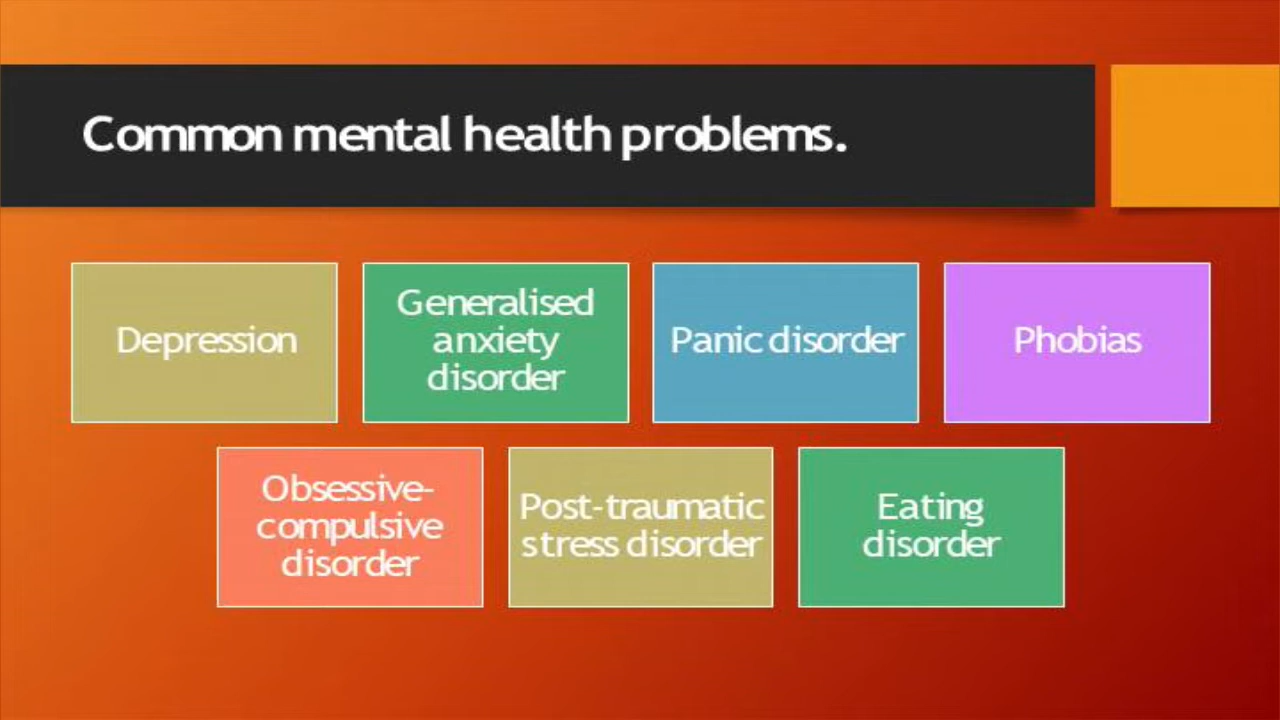 Common mental health problems.
Depression
Generalised
anxiety
disorder
Panic disorder
Phobias
Obsessive-
compulsive
disorder
Post-traumatic
stress disorder
Eating
disorder